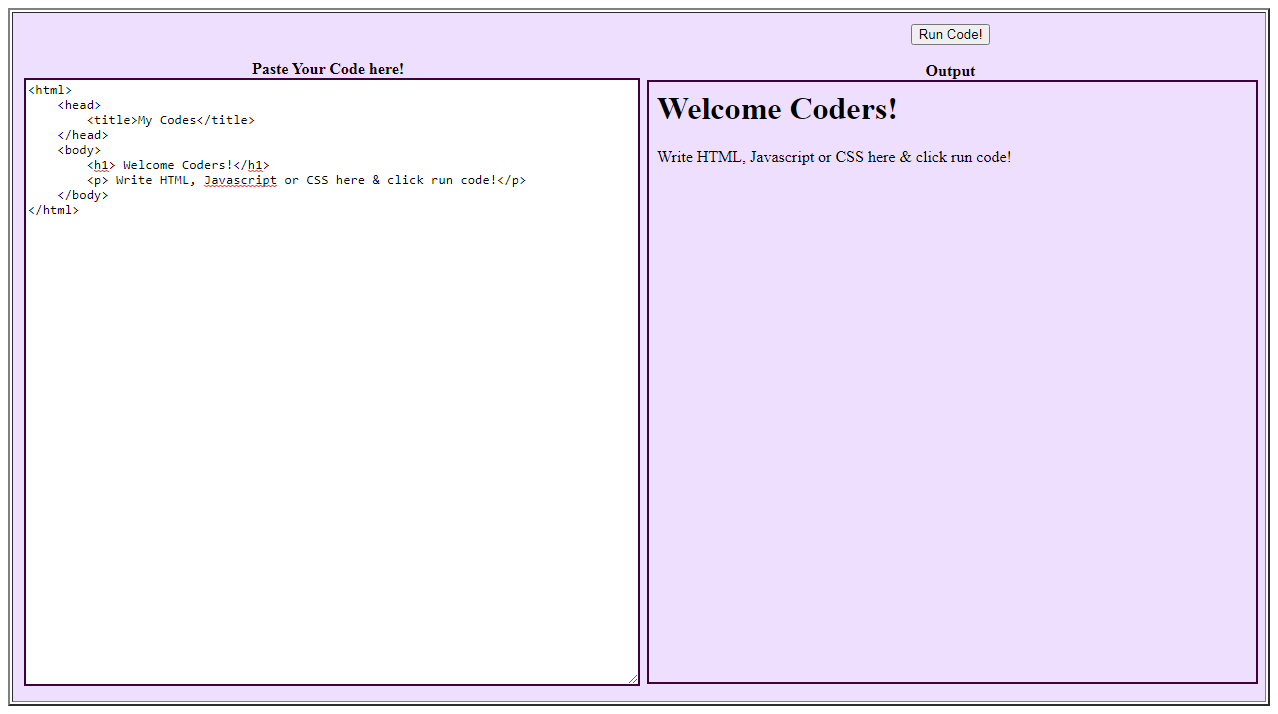 Run Code!
Paste Your Code here!
<html>
    <head>
        <title>My Codes</title>
    </head>
    <body>
        <h1> Welcome Coders!</h1>
        <p> Write HTML, Javascript or CSS here & click run code!</p>
    </body>
</html>
Output
Welcome Coders!
Write HTML, Javascript or CSS here & click run code!